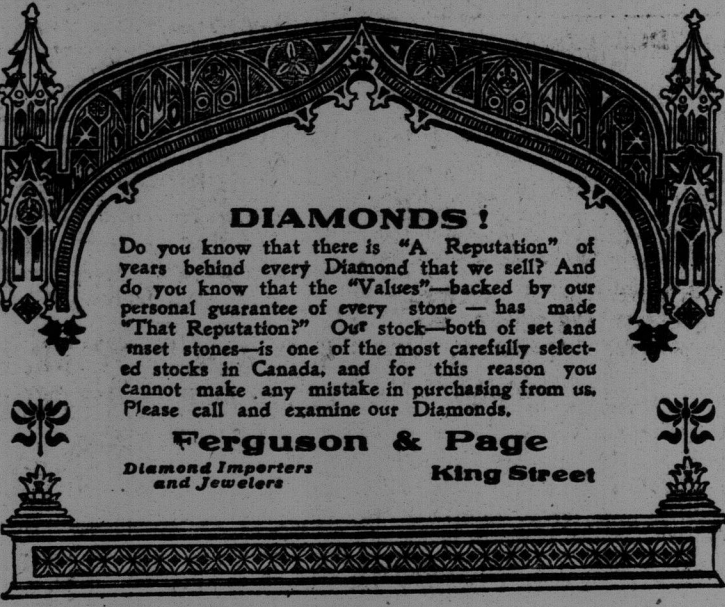 DIAMONDS!
Do you know that there is "A Reputation" of
years behind every Diamond that we sell? And
do you know that the "Values"—backed by our
personal guarantee of every stone — has made
"That Reputation?" Our stock—both of set and
unset stones—is one of the most carefully select-
ed stocks in Canada, and for this reason you
cannot make any mistake in purchasing from us.
Please call and examine our Diamonds.
Ferguson & Page
Diamond Importers
and Jewelers
King Street